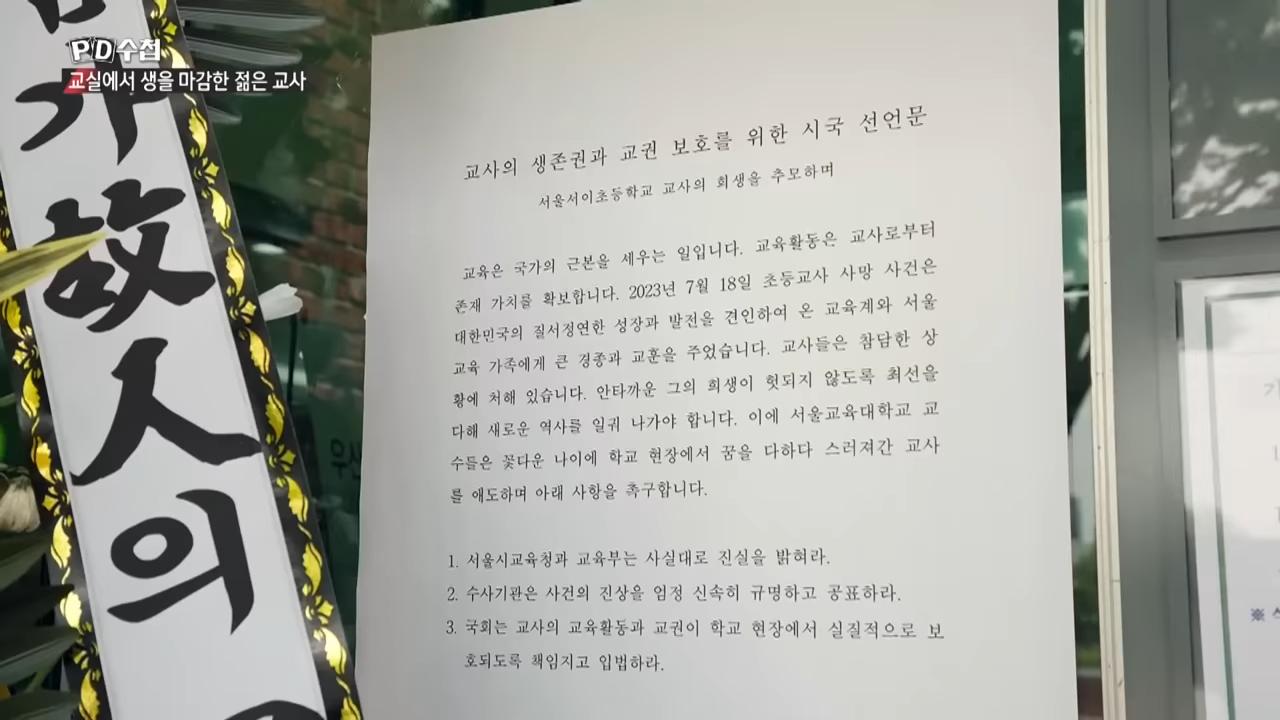 PD수첩
교실에서 생을 마감한 젊은 교사
故人의
교사의 생존권과 교권 보호를 위한 시국 선언문
서울서이초등학교 교사의 희생을 추모하며
교육은 국가의 근본을 세우는 일입니다. 교육활동은 교사로부터
존재 가치를 확보합니다. 2023년 7월 18일 초등교사 사망 사건은
대한민국의 질서정연한 성장과 발전을 견인하여 온 교육계와 서울
교육 가족에게 큰 경종과 교훈을 주었습니다. 교사들은 참담한 상
황에 처해 있습니다. 안타까운 그의 희생이 헛되지 않도록 최선을
다해 새로운 역사를 일궈 나가야 합니다. 이에 서울교육대학교 교
수들은 꽃다운 나이에 학교 현장에서 꿈을 다하다 스러져간 교사
를 애도하며 아래 사항을 촉구합니다.
1. 서울시교육청과 교육부는 사실대로 진실을 밝혀라.
2. 수사기관은 사건의 진상을 엄정 신속히 규명하고 공표하라.
3. 국회는 교사의 교육활동과 교권이 학교 현장에서 실질적으로 보
호되도록 책임지고 입법하라.